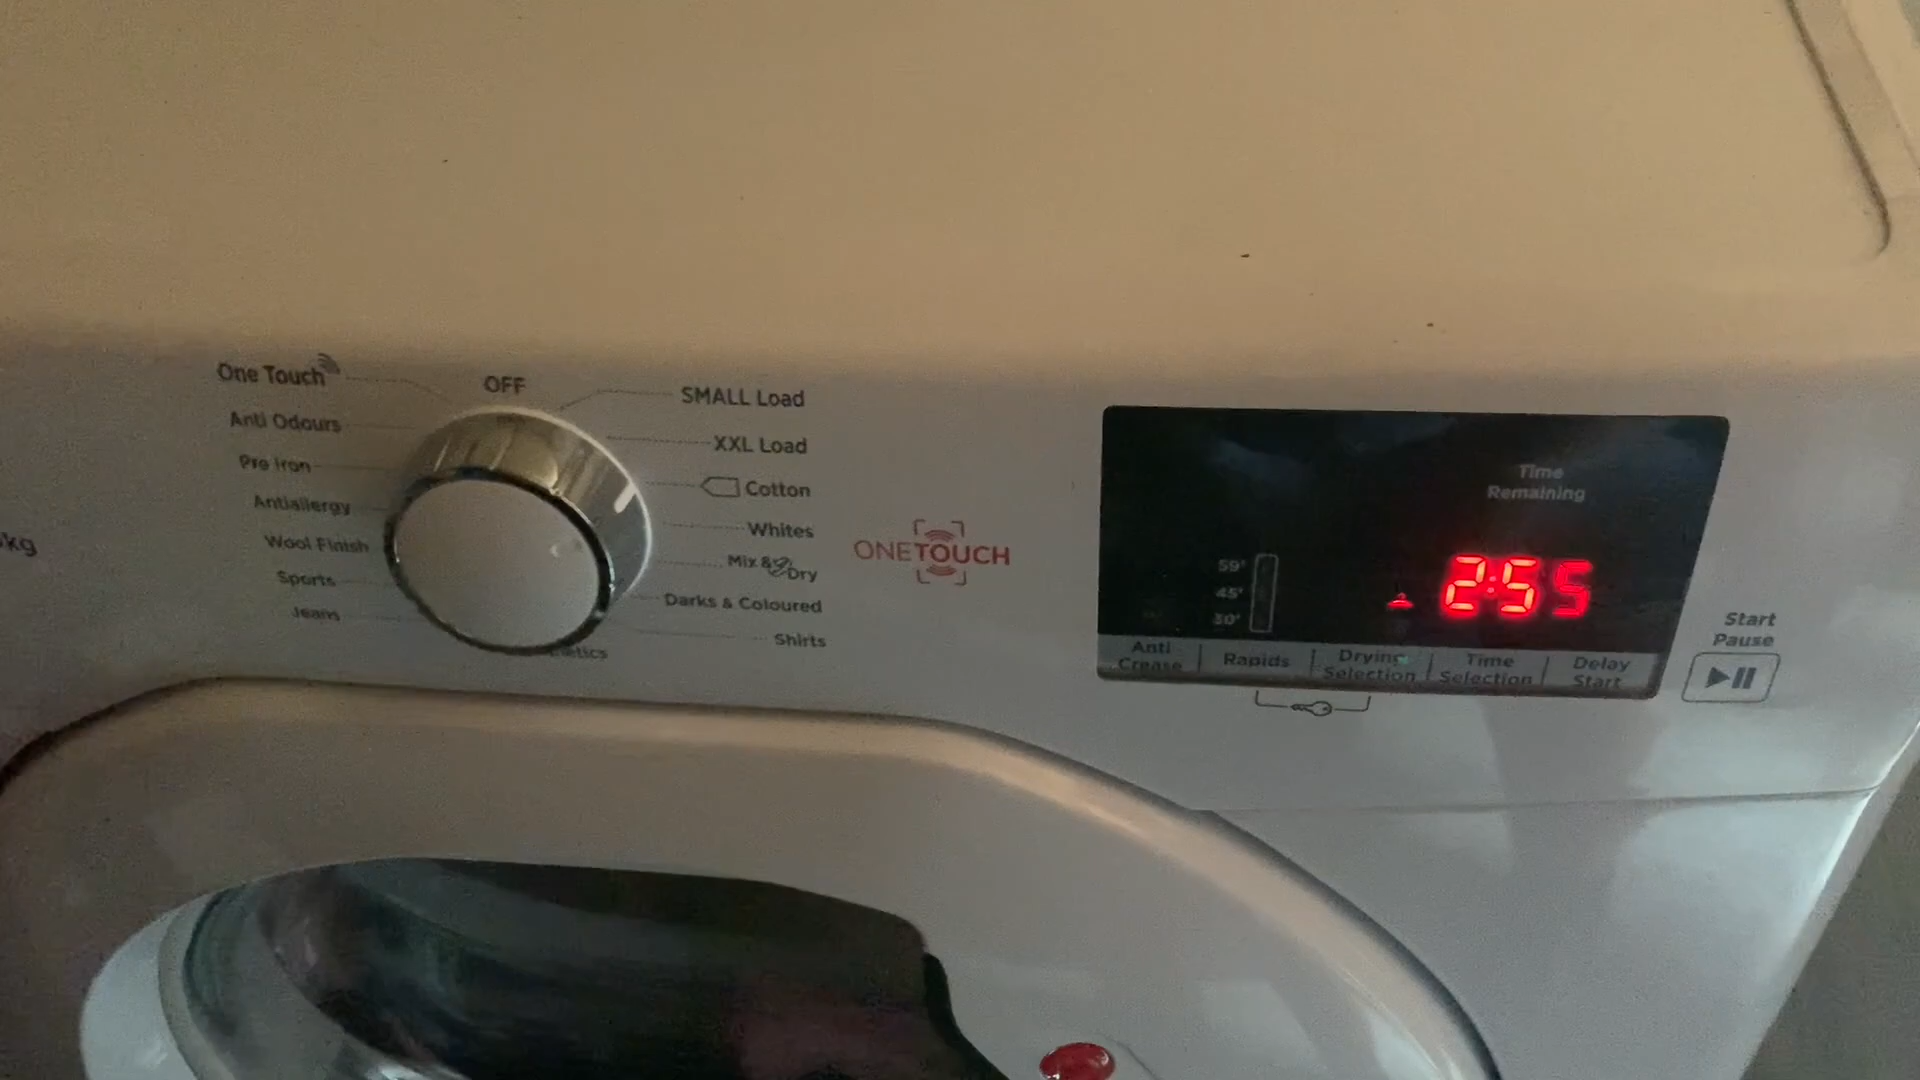 One Touch
OFF
SMALL Load
Anti Odours
XXL Load
Pre Iron
Cotton
Antiallergy
Whites
Wool Finish
Mix & Dry
Sports
Darks & Coloured
Jeans
Shirts
kg
ONETOUCH
Time
Remaining
59'
45'
30'
2:55
Anti
Crease
Rapids
Drying
Selection
Time
Selection
Delay
Start
Start
Pause